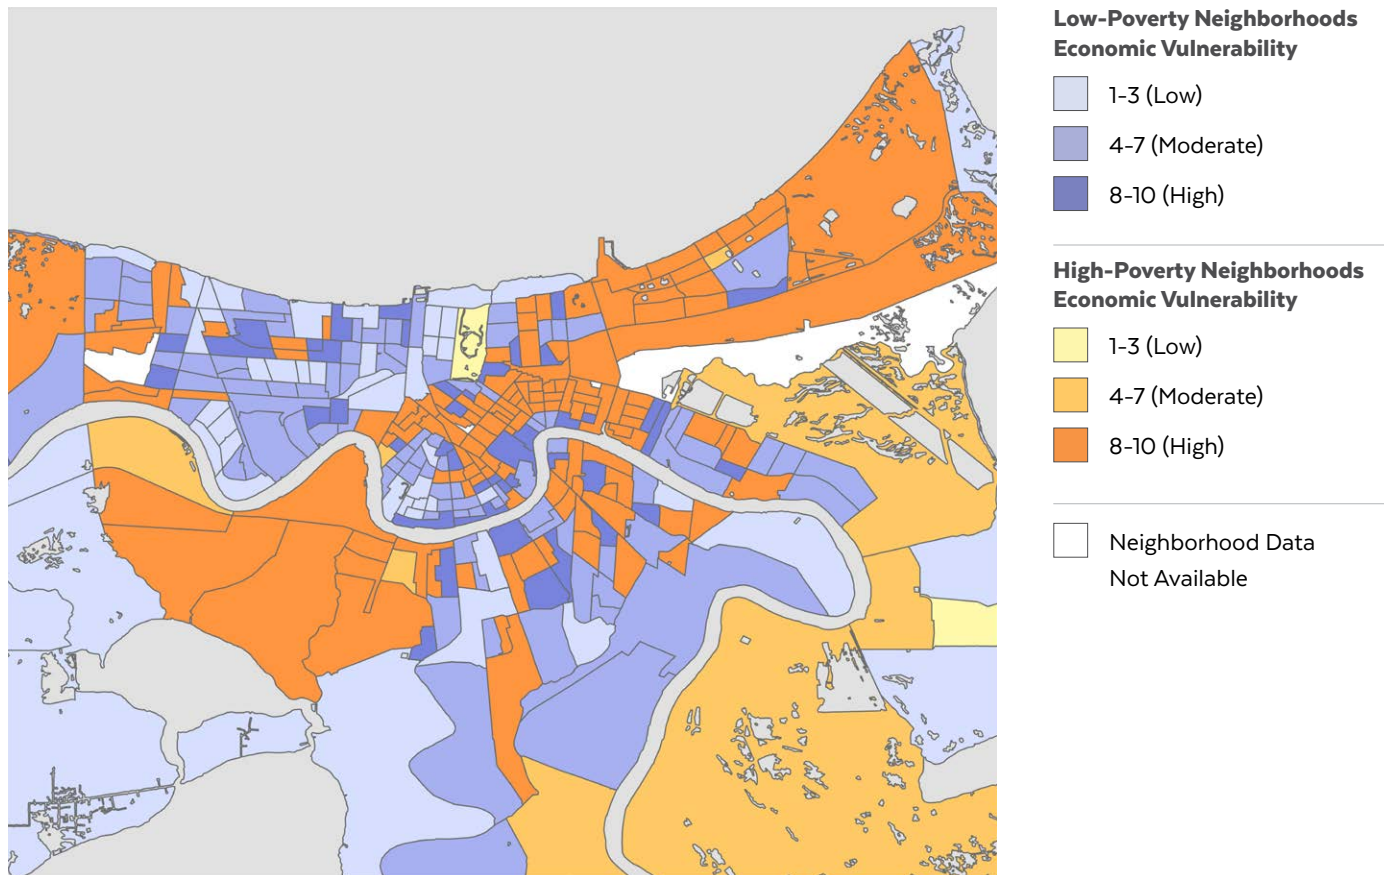 Low-Poverty Neighborhoods
Economic Vulnerability
1-3 (Low)
4-7 (Moderate)
8-10 (High)
High-Poverty Neighborhoods
Economic Vulnerability
1-3 (Low)
4-7 (Moderate)
8-10 (High)
Neighborhood Data
Not Available